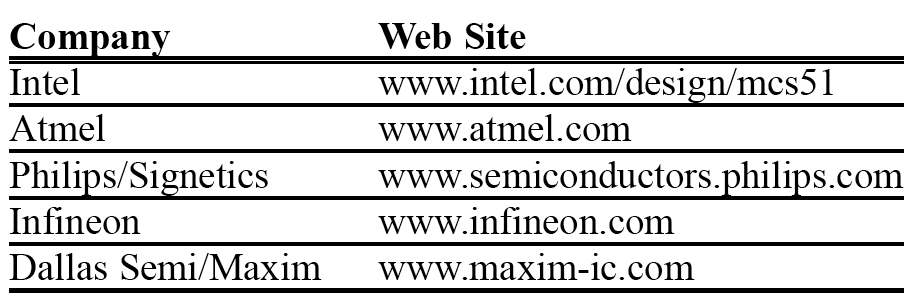 Company Web Site
Intel www.intel.com/design/mcs51
Atmel www.atmel.com
Philips/Signetics www.semiconductors.philips.com
Infineon www.infineon.com
Dallas Semi/Maxim www.maxim-ic.com